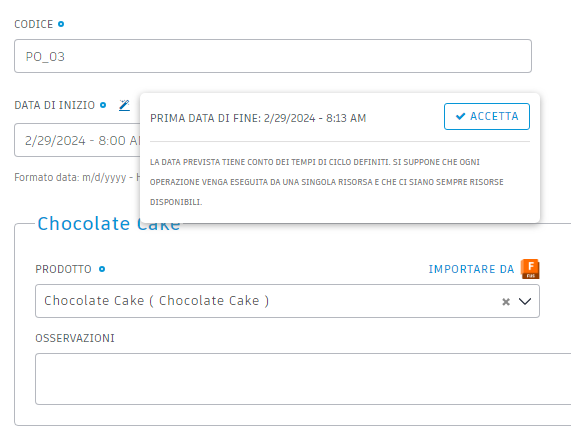 CODICE
PO_03
DATA DI INIZIO
PRIMA DATA DI FINE: 2/29/2024 - 8:13 AM
ACCETTA
2/29/2024 - 8:00
LA DATA PREVISTA TIENE CONTO DEI TEMPI DI CICLO DEFINITI. SI SUPPONE CHE OGNI
OPERAZIONE VENGA ESEGUITA DA UNA SINGOLA RISORSA E CHE CI SIANO SEMPRE RISORSE
DISPONIBILI.
Formato data: m/d/yyyy -
Chocolate Cake
PRODOTTO
IMPORTARE DA
F
Chocolate Cake ( Chocolate Cake )
OSSERVAZIONI